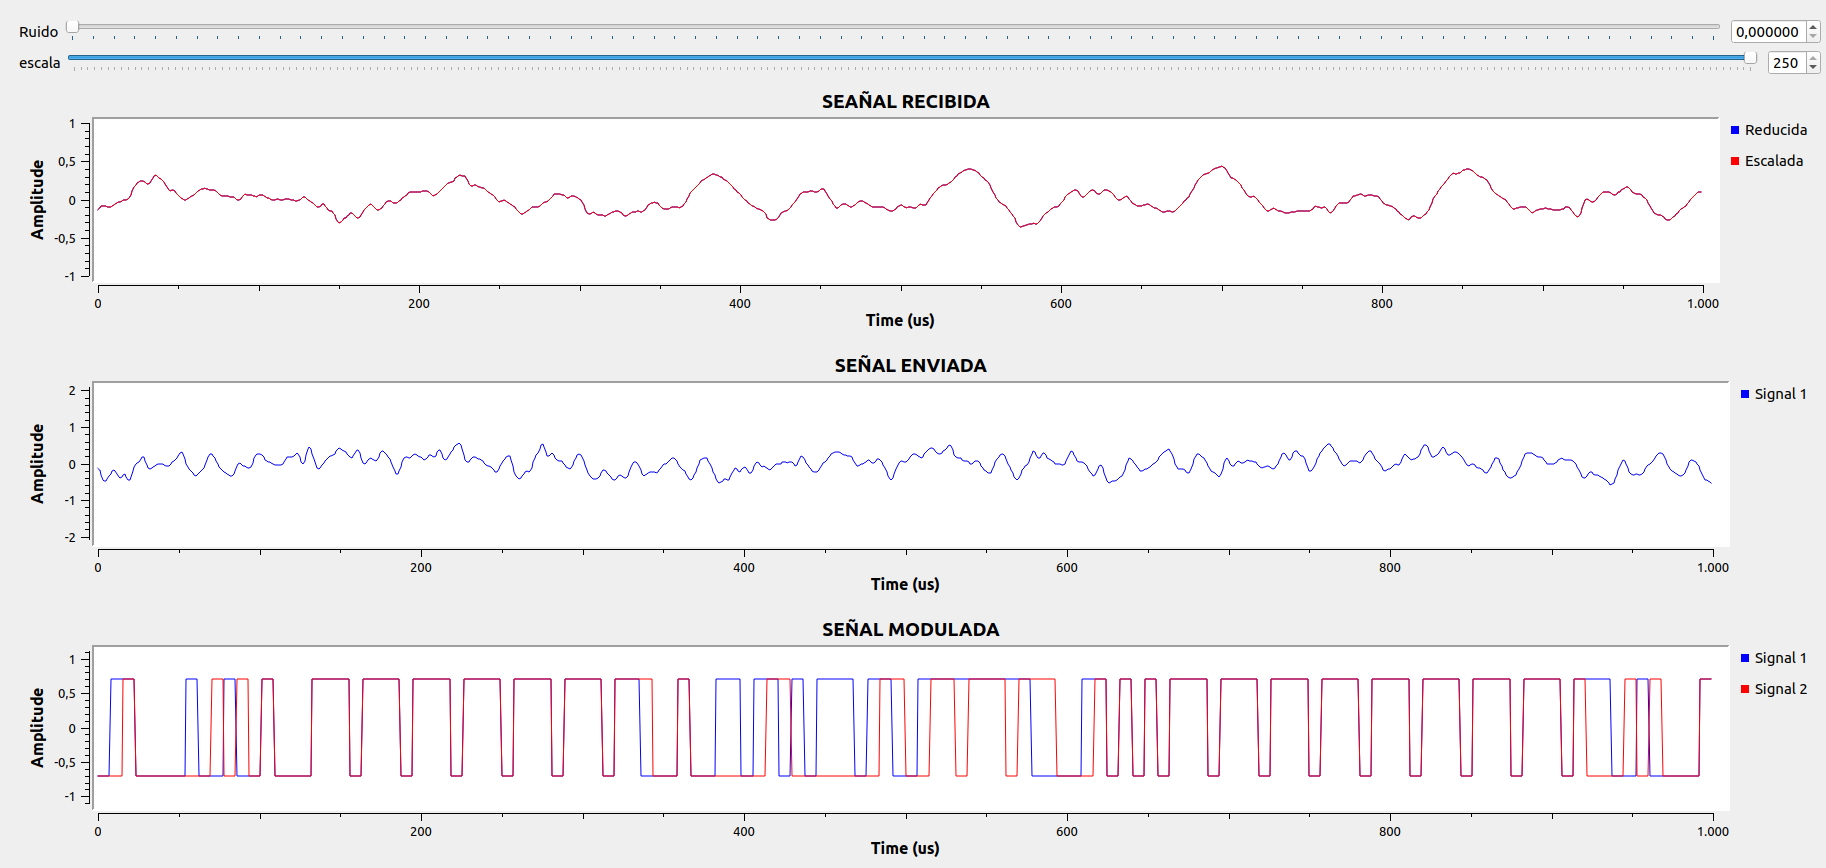 Ruido 0,000000
escala 250
SEAÑAL RECIBIDA
Amplitude
1
0,5
0
-0,5
-1
0 200 400 600 800 1.000
Time (us)
Reducida
Escalada
SEÑAL ENVIADA
Amplitude
2
1
0
-1
-2
0 200 400 600 800 1.000
Time (us)
Signal 1
SEÑAL MODULADA
Amplitude
1
0,5
0
-0,5
-1
0 200 400 600 800 1.000
Time (us)
Signal 1
Signal 2